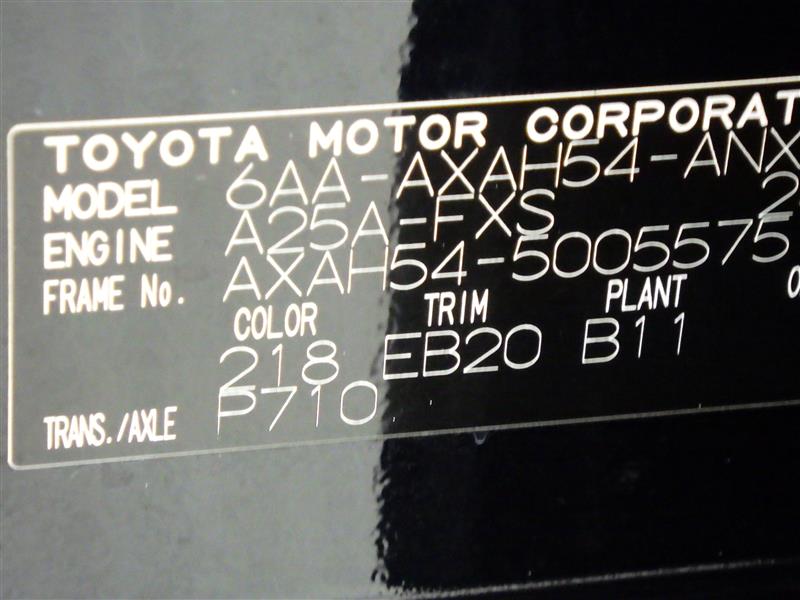 TOYOTA MOTOR CORPORAT
MODEL 6AA-AXAH54-ANX
ENGINE A25A-FXS 2
FRAME No. AXAH54-5005575
COLOR TRIM PLANT O
218 EB20 B11
TRANS./AXLE P710